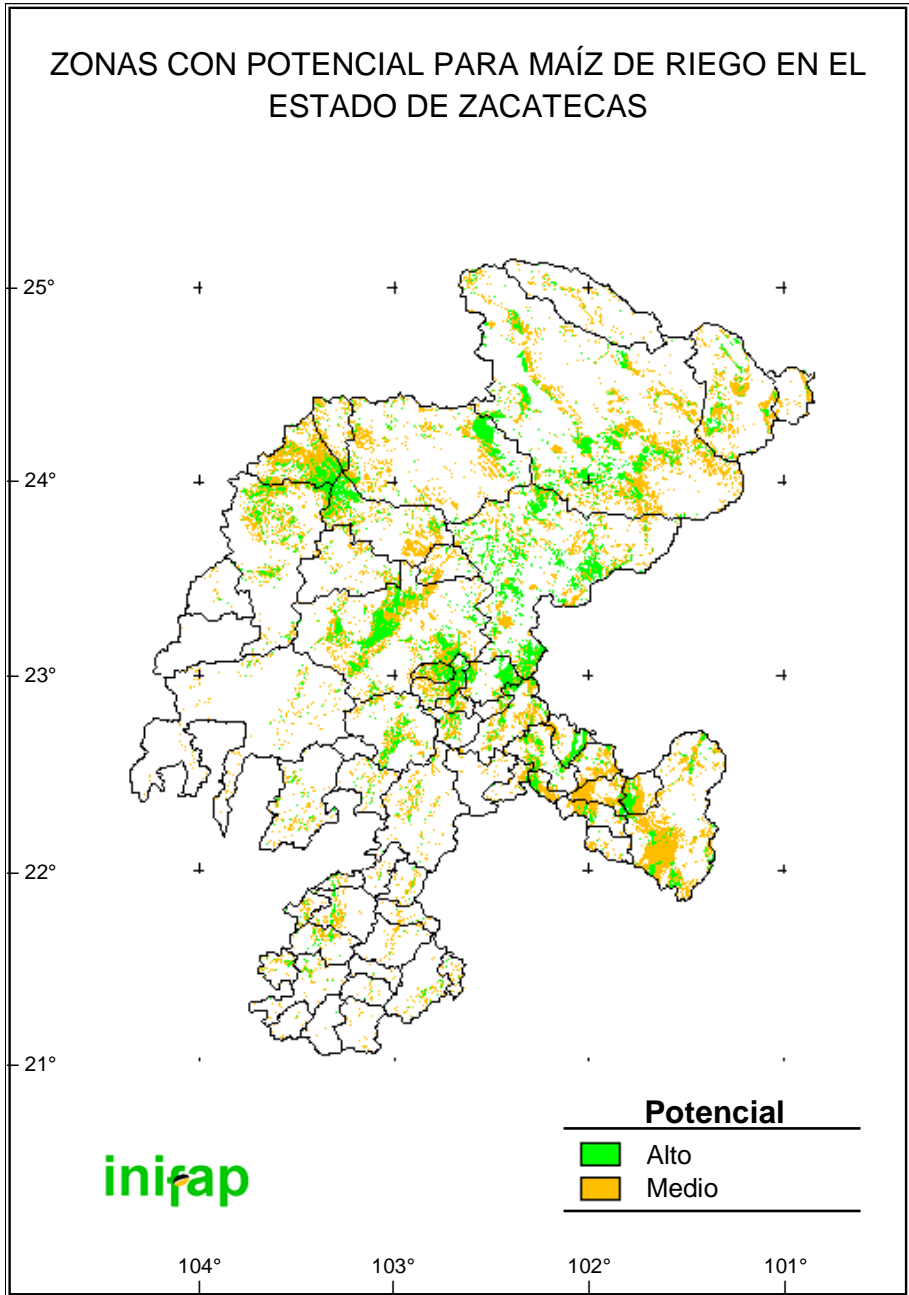 ZONAS CON POTENCIAL PARA MAÍZ DE RIEGO EN EL
ESTADO DE ZACATECAS
25°
24°
23°
22°
21°
Potencial
Alto
Medio
inifap
104°
103°
102°
101°